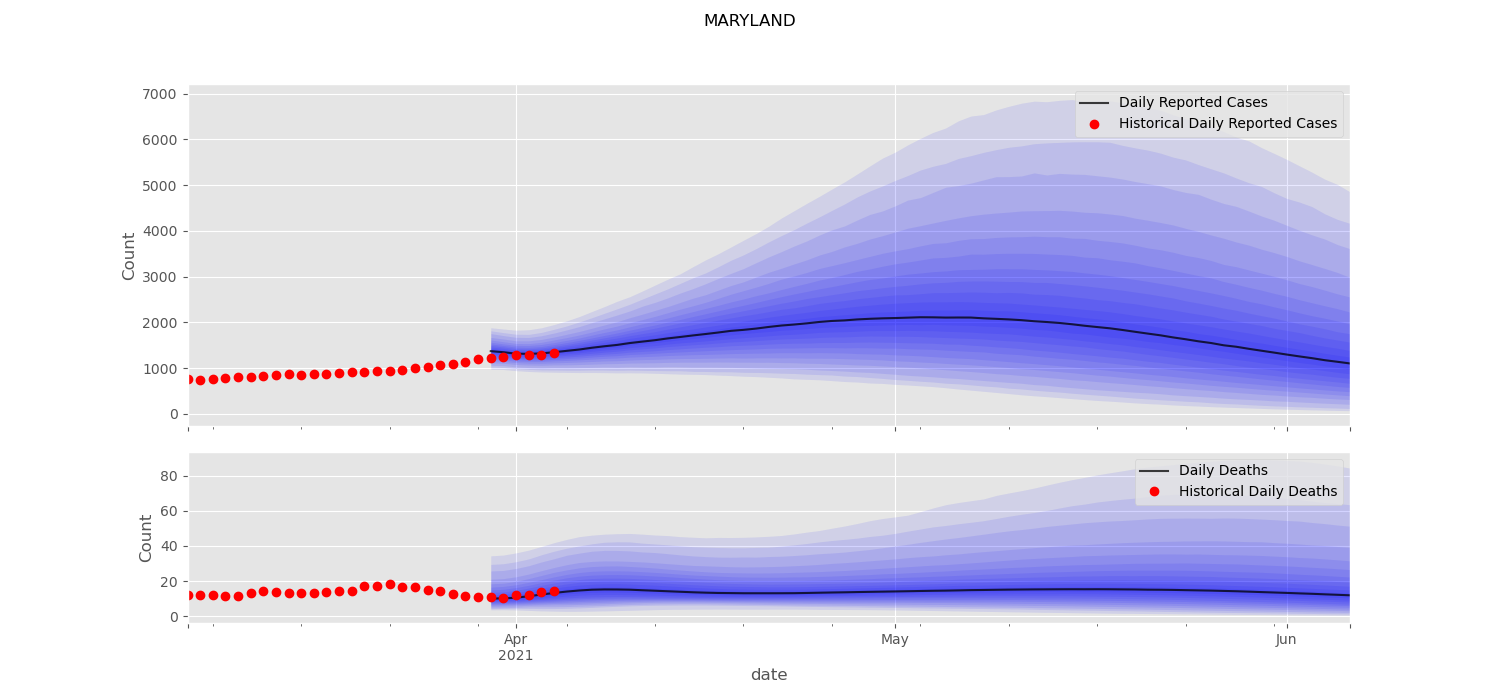 MARYLAND
7000
6000
5000
4000
3000
2000
1000
0
Count
Daily Reported Cases
Historical Daily Reported Cases
80
60
40
20
0
Count
Daily Deaths
Historical Daily Deaths
Apr
2021
May
Jun
date